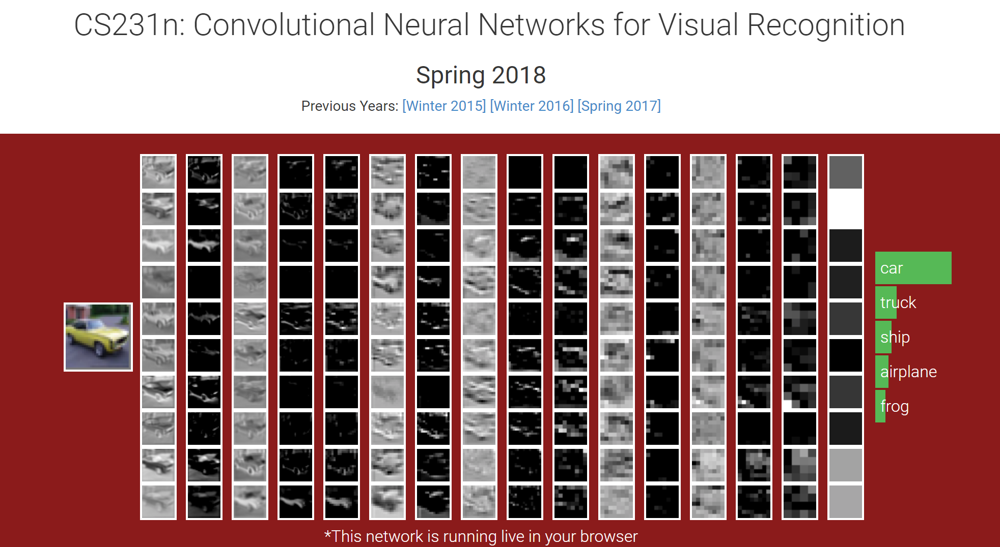 CS231n: Convolutional Neural Networks for Visual Recognition
Spring 2018
Previous Years: [Winter 2015] [Winter 2016] [Spring 2017]
car
truck
ship
airplane
frog
*This network is running live in your browser